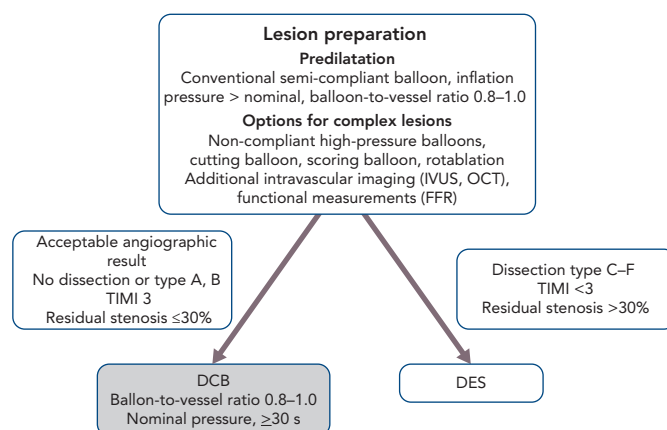 Lesion preparation
Predilatation
Conventional semi-compliant balloon, inflation
pressure > nominal, balloon-to-vessel ratio 0.8–1.0
Options for complex lesions
Non-compliant high-pressure balloons,
cutting balloon, scoring balloon, rotablation
Additional intravascular imaging (IVUS, OCT),
functional measurements (FFR)
Acceptable angiographic
result
No dissection or type A, B
TIMI 3
Residual stenosis ≤30%
Dissection type C–F
TIMI <3
Residual stenosis >30%
DCB
Ballon-to-vessel ratio 0.8–1.0
Nominal pressure, ≥30 s
DES